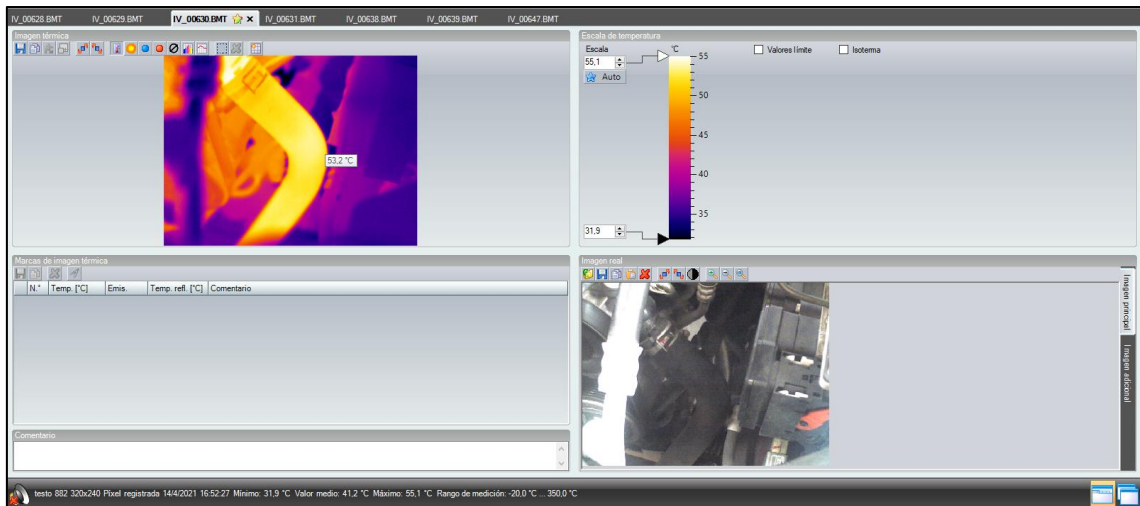 IV_00628.BMT IV_00629.BMT IV_00630.BMT IV_00631.BMT IV_00638.BMT IV_00639.BMT IV_00647.BMT
Imagen térmica
53,2 °C
Escala de temperatura
Escala °C Valores límite Isoterma
55,1
Auto
55
50
45
40
35
31,9
Marcas de imagen térmica
N.° Temp. [°C] Emis. Temp. refl. [°C] Comentario
Comentario
Imagen real
Imagen principal
Imagen adicional
testo 882 320x240 Píxel registrada 14/4/2021 16:52:27 Mínimo: 31,9 °C Valor medio: 41,2 °C Máximo: 55,1 °C Rango de medición: -20,0 °C ... 350,0 °C